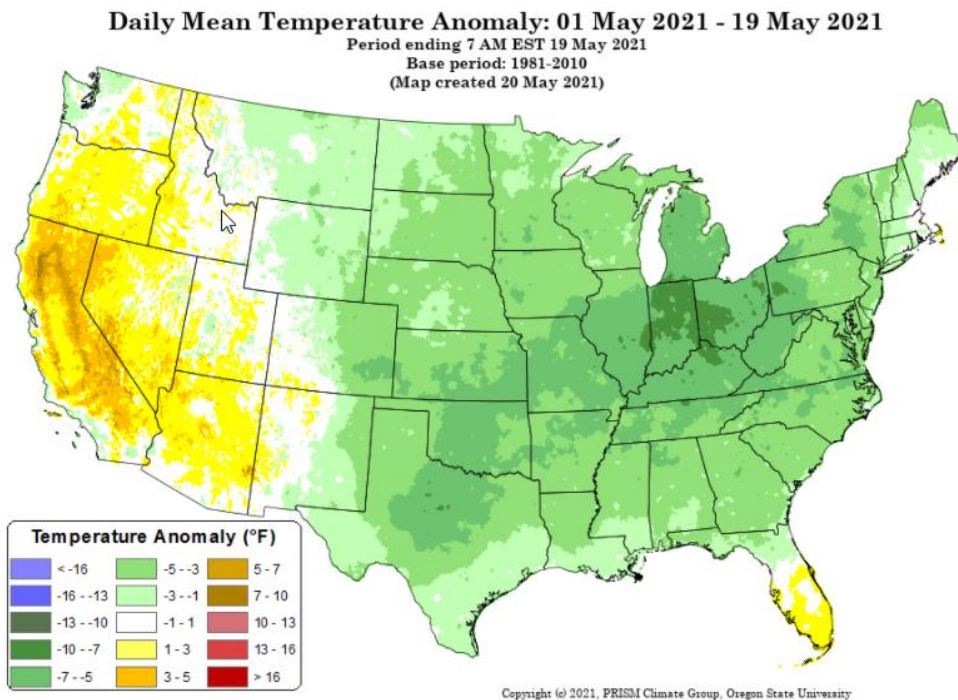 Daily Mean Temperature Anomaly: 01 May 2021 - 19 May 2021
Period ending 7 AM EST 19 May 2021
Base period: 1981-2010
(Map created 20 May 2021)
Temperature Anomaly (°F)
< -16
-5 - -3
5 - 7
-16 - -13
-3 - -1
7 - 10
-13 - -10
-1 - 1
10 - 13
-10 - -7
1 - 3
13 - 16
-7 - -5
3 - 5
> 16
Copyright (c) 2021, PRISM Climate Group, Oregon State University